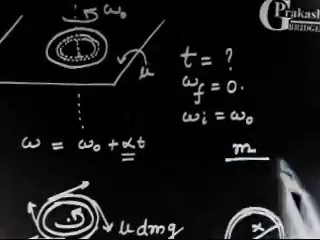 ω₀
Prakash
BRIDGE
μ
t = ?
ω_f = 0.
ω_i = ω₀
ω = ω₀ + αt
m
μdmg
x